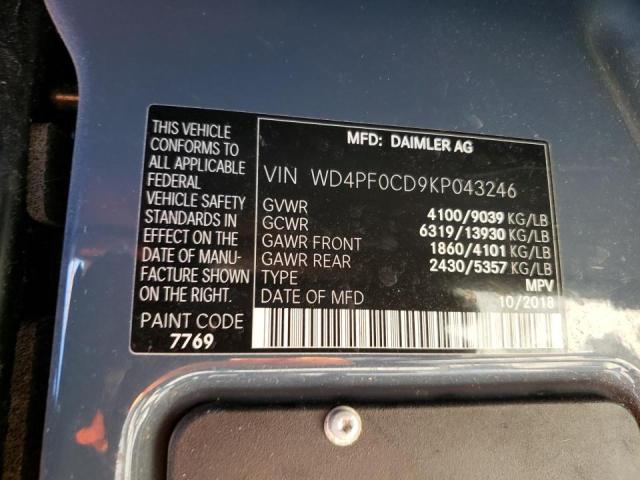 THIS VEHICLE
CONFORMS TO
ALL APPLICABLE
FEDERAL
VEHICLE SAFETY
STANDARDS IN
EFFECT ON THE
DATE OF MANU-
FACTURE SHOWN
ON THE RIGHT.
PAINT CODE
7769
MFD: DAIMLER AG
VIN WD4PF0CD9KP043246
GVWR 4100/9039 KG/LB
GCWR 6319/13930 KG/LB
GAWR FRONT 1860/4101 KG/LB
GAWR REAR 2430/5357 KG/LB
TYPE MPV
DATE OF MFD 10/2018